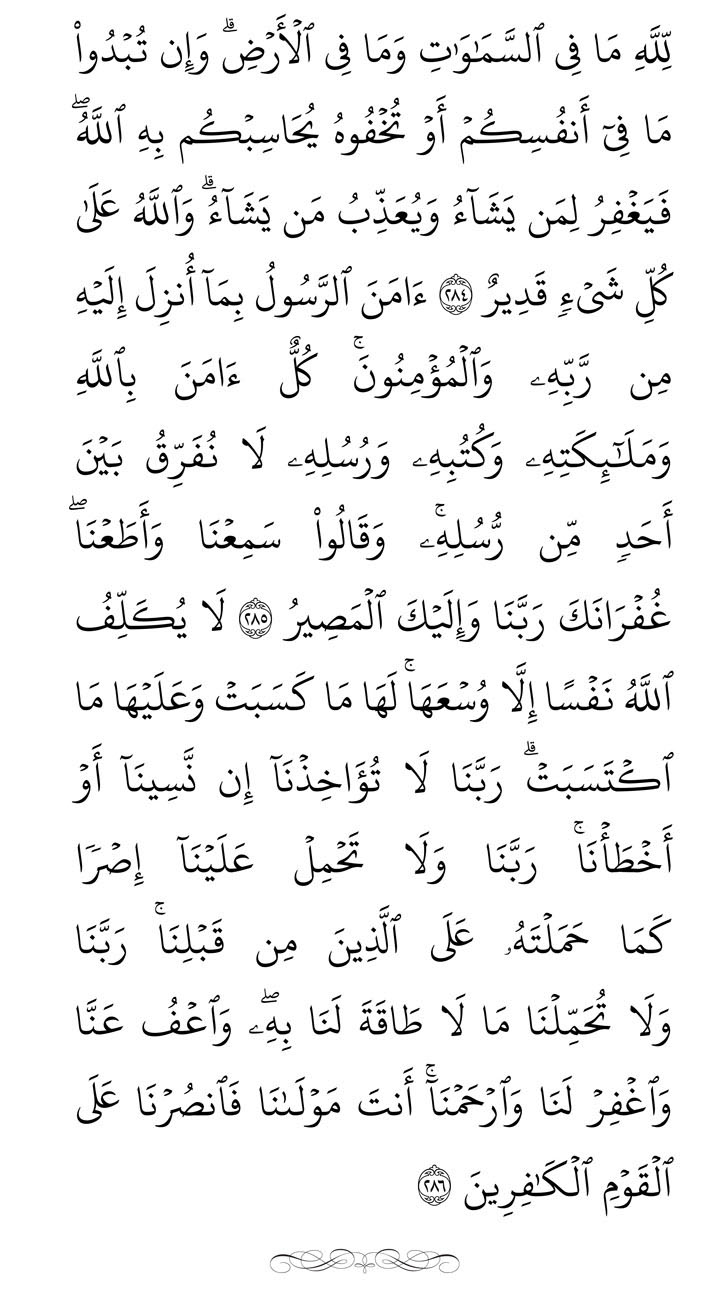 لِّلَّهِ مَا فِي ٱلسَّمَـٰوَٰتِ وَمَا فِي ٱلۡأَرۡضِۗ وَإِن تُبۡدُواْ
مَا فِيٓ أَنفُسِكُمۡ أَوۡ تُخۡفُوهُ يُحَاسِبۡكُم بِهِ ٱللَّهُۖ
فَيَغۡفِرُ لِمَن يَشَآءُ وَيُعَذِّبُ مَن يَشَآءُۗ وَٱللَّهُ عَلَىٰ
كُلِّ شَيۡءٖ قَدِيرٌ ٢٨٤ ءَامَنَ ٱلرَّسُولُ بِمَآ أُنزِلَ إِلَيۡهِ
مِن رَّبِّهِۦ وَٱلۡمُؤۡمِنُونَۚ كُلٌّ ءَامَنَ بِٱللَّهِ
وَمَلَـٰٓئِكَتِهِۦ وَكُتُبِهِۦ وَرُسُلِهِۦ لَا نُفَرِّقُ بَيۡنَ
أَحَدٖ مِّن رُّسُلِهِۦۚ وَقَالُواْ سَمِعۡنَا وَأَطَعۡنَاۖ
غُفۡرَانَكَ رَبَّنَا وَإِلَيۡكَ ٱلۡمَصِيرُ ٢٨٥ لَا يُكَلِّفُ
ٱللَّهُ نَفۡسًا إِلَّا وُسۡعَهَاۚ لَهَا مَا كَسَبَتۡ وَعَلَيۡهَا مَا
ٱكۡتَسَبَتۡۗ رَبَّنَا لَا تُؤَاخِذۡنَآ إِن نَّسِينَآ أَوۡ
أَخۡطَأۡنَاۚ رَبَّنَا وَلَا تَحۡمِلۡ عَلَيۡنَآ إِصۡرٗا
كَمَا حَمَلۡتَهُۥ عَلَى ٱلَّذِينَ مِن قَبۡلِنَاۚ رَبَّنَا
وَلَا تُحَمِّلۡنَا مَا لَا طَاقَةَ لَنَا بِهِۦۖ وَٱعۡفُ عَنَّا
وَٱغۡفِرۡ لَنَا وَٱرۡحَمۡنَآۚ أَنتَ مَوۡلَىٰنَا فَٱنصُرۡنَا عَلَى
ٱلۡقَوۡمِ ٱلۡكَـٰفِرِينَ ٢٨٦